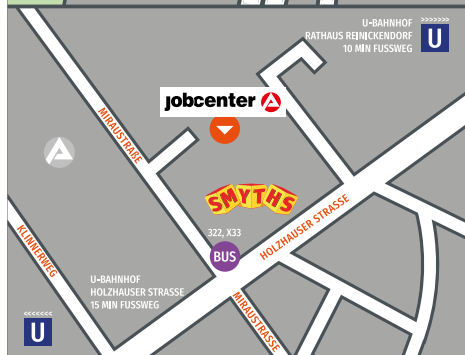 >>>>>>>
U-BAHNHOF
RATHAUS REINICKENDORF
10 MIN FUSSWEG
U
jobcenter
MIRAUSTRAßE
SMYTHS
322, X33
BUS
HOLZHAUSER STRASSE
KLINNERWEG
U-BAHNHOF
HOLZHAUSER STRASSE
15 MIN FUSSWEG
MIRAUSTRASSE
<<<<<<<
U